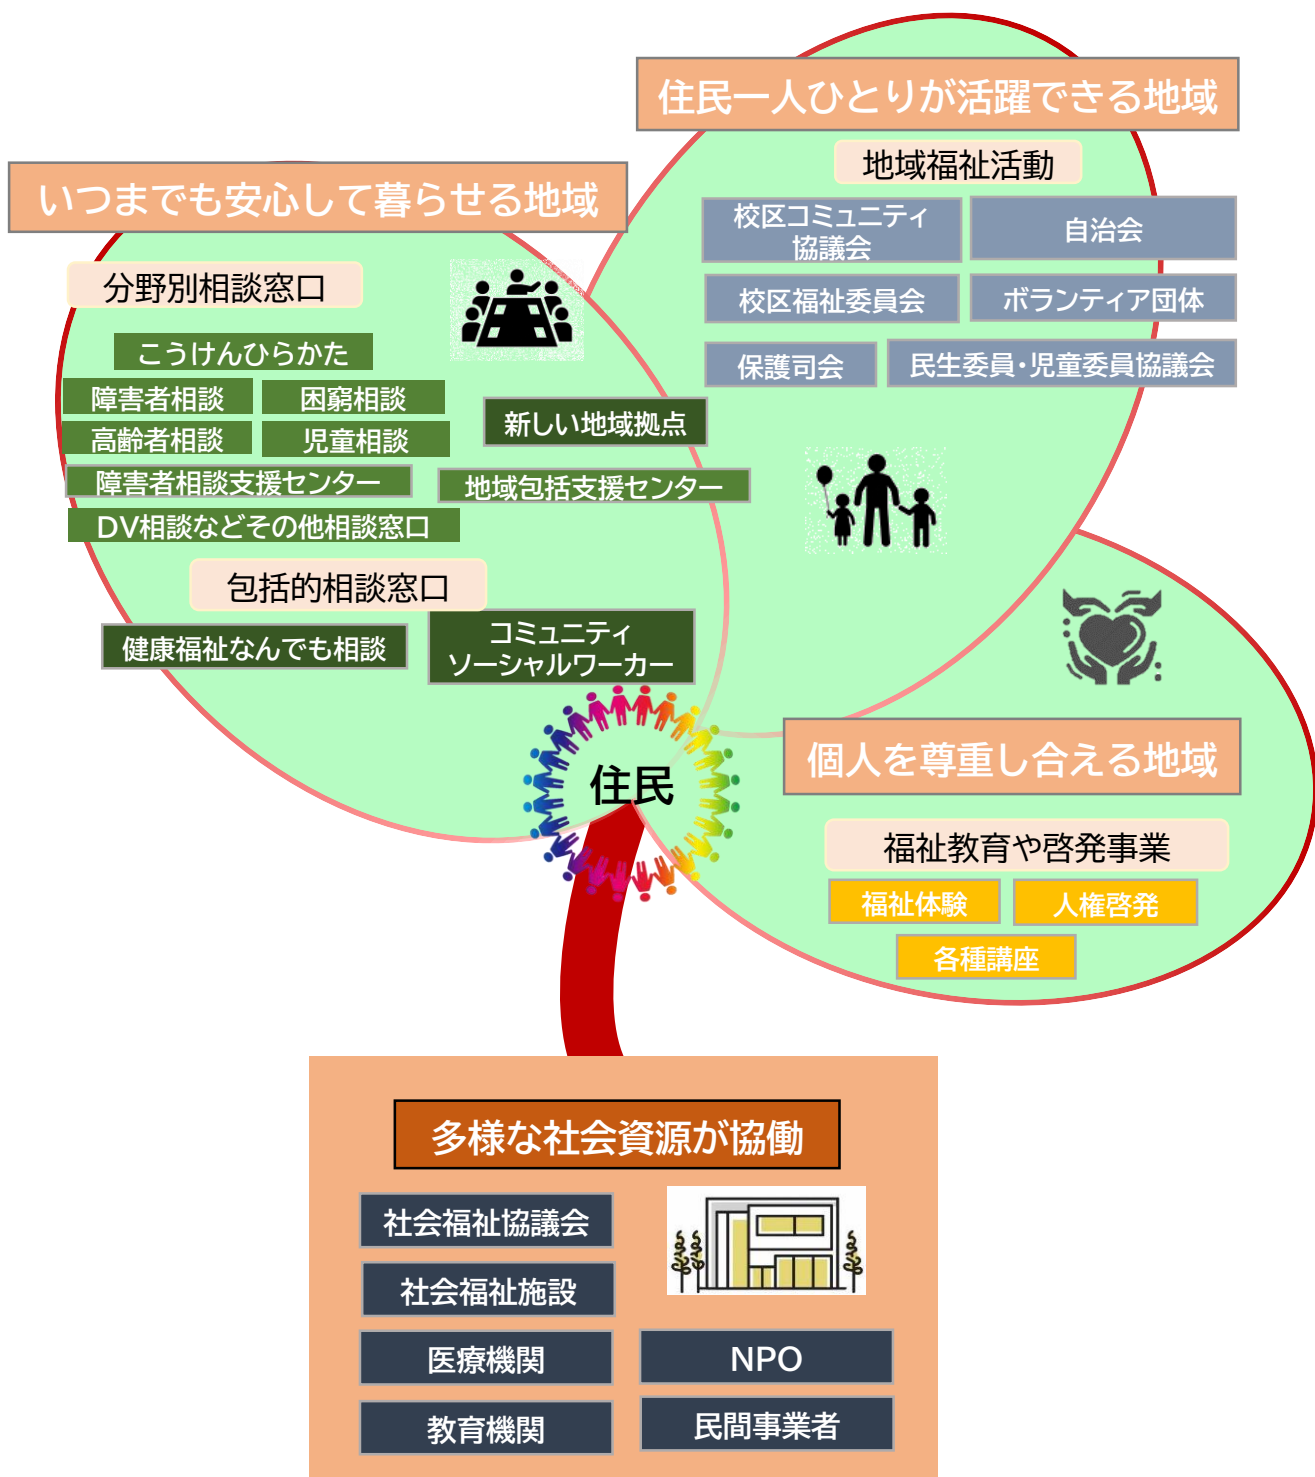 住民一人ひとりが活躍できる地域
地域福祉活動
校区コミュニティ
協議会
自治会
校区福祉委員会
ボランティア団体
保護司会
民生委員・児童委員協議会
いつまでも安心して暮らせる地域
分野別相談窓口
こうけんひらかた
障害者相談
困窮相談
高齢者相談
児童相談
障害者相談支援センター
DV相談などその他相談窓口
新しい地域拠点
地域包括支援センター
包括的相談窓口
健康福祉なんでも相談
コミュニティ
ソーシャルワーカー
住民
個人を尊重し合える地域
福祉教育や啓発事業
福祉体験
人権啓発
各種講座
多様な社会資源が協働
社会福祉協議会
社会福祉施設
医療機関
NPO
教育機関
民間事業者